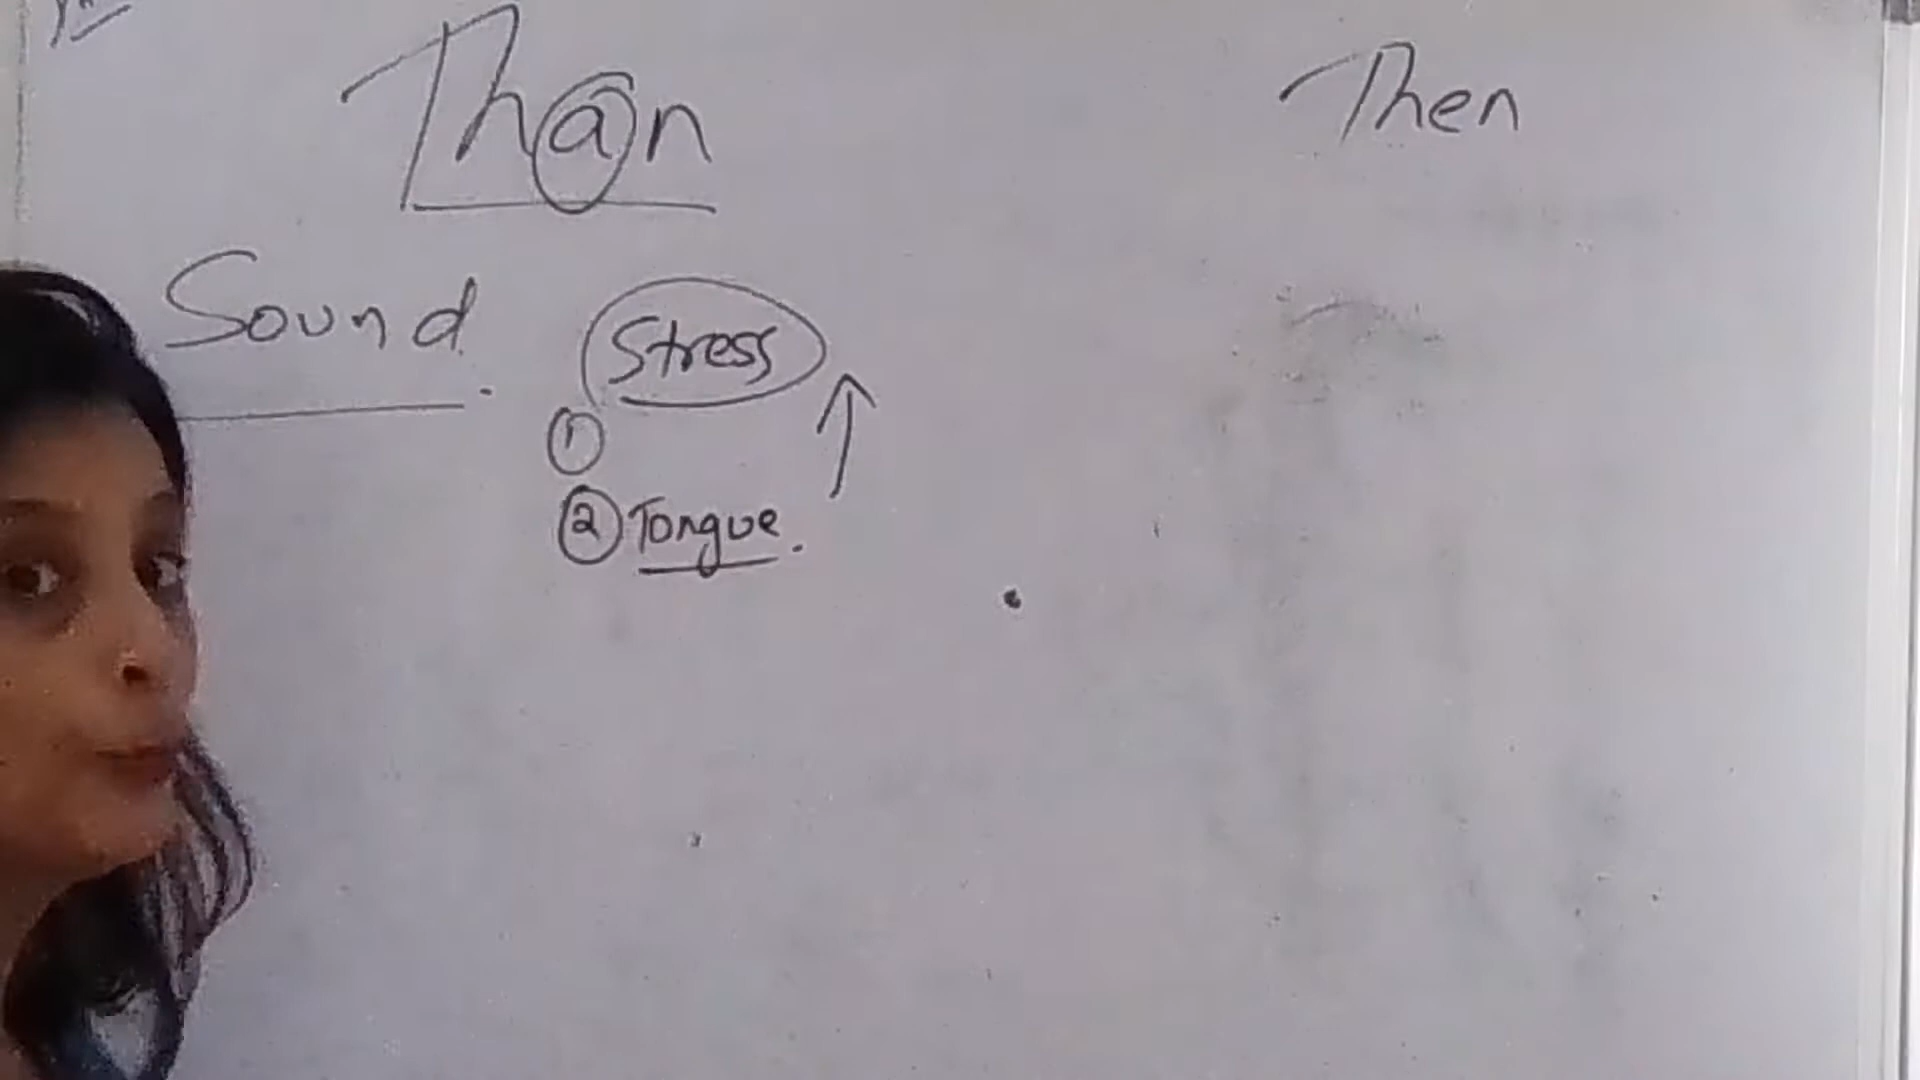 Than
Then
Sound.
Stress
①
② Tongue.